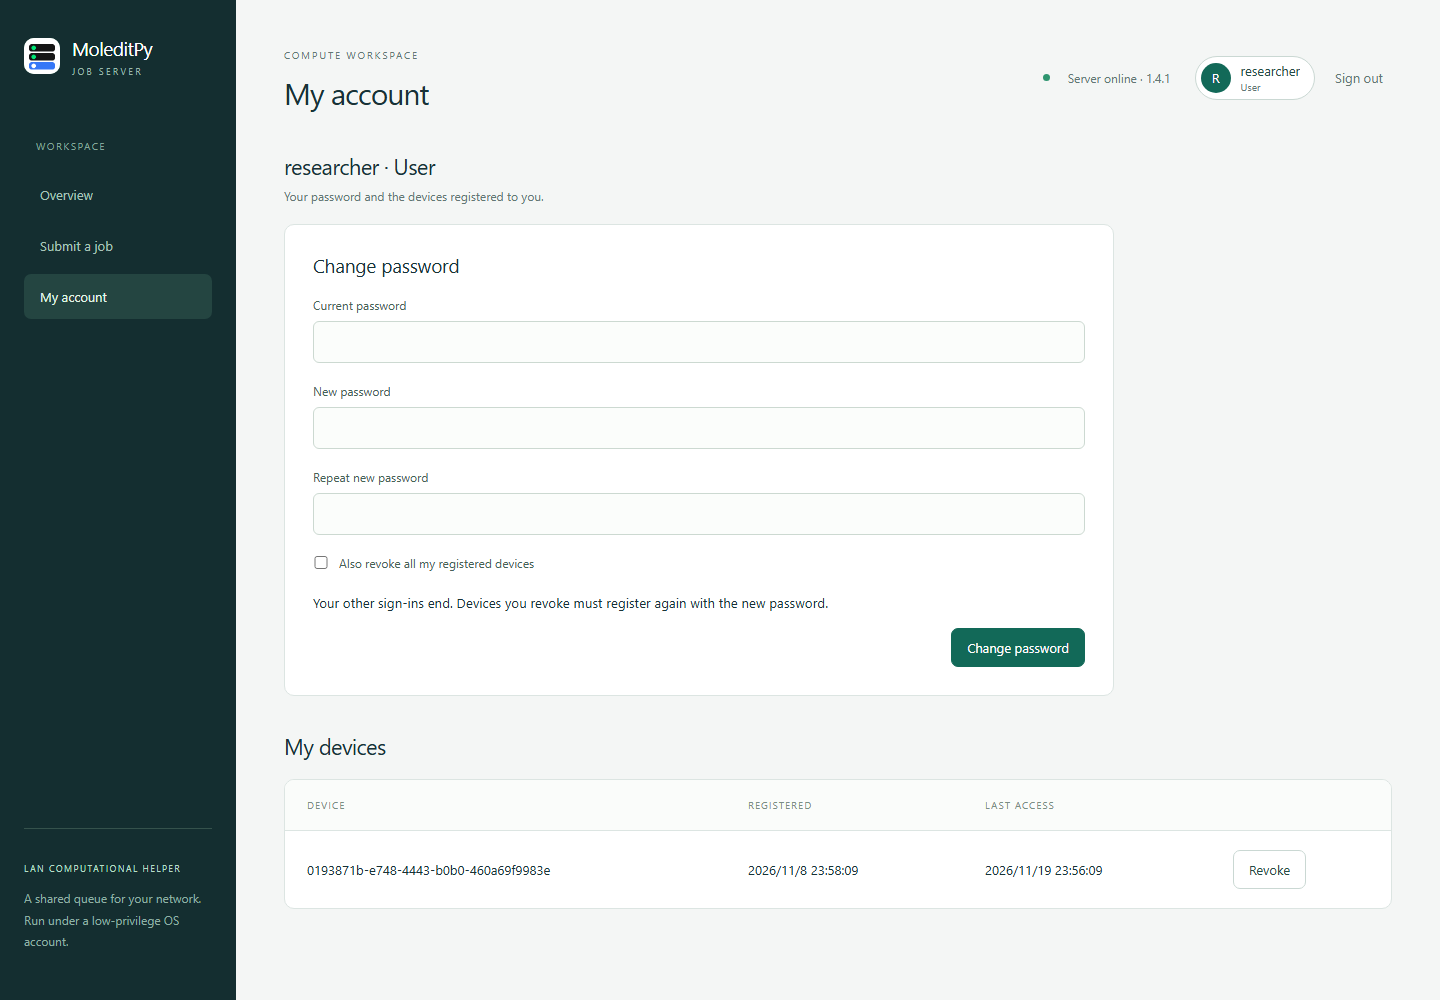 MoleditPy
JOB SERVER
WORKSPACE
Overview
Submit a job
My account
LAN COMPUTATIONAL HELPER
A shared queue for your network.
Run under a low-privilege OS
account.
COMPUTE WORKSPACE
My account
Server online · 1.4.1
R
researcher
User
Sign out
researcher · User
Your password and the devices registered to you.
Change password
Current password
New password
Repeat new password
Also revoke all my registered devices
Your other sign-ins end. Devices you revoke must register again with the new password.
Change password
My devices
DEVICE REGISTERED LAST ACCESS
0193871b-e748-4443-b0b0-460a69f9983e 2026/11/8 23:58:09 2026/11/19 23:56:09 Revoke